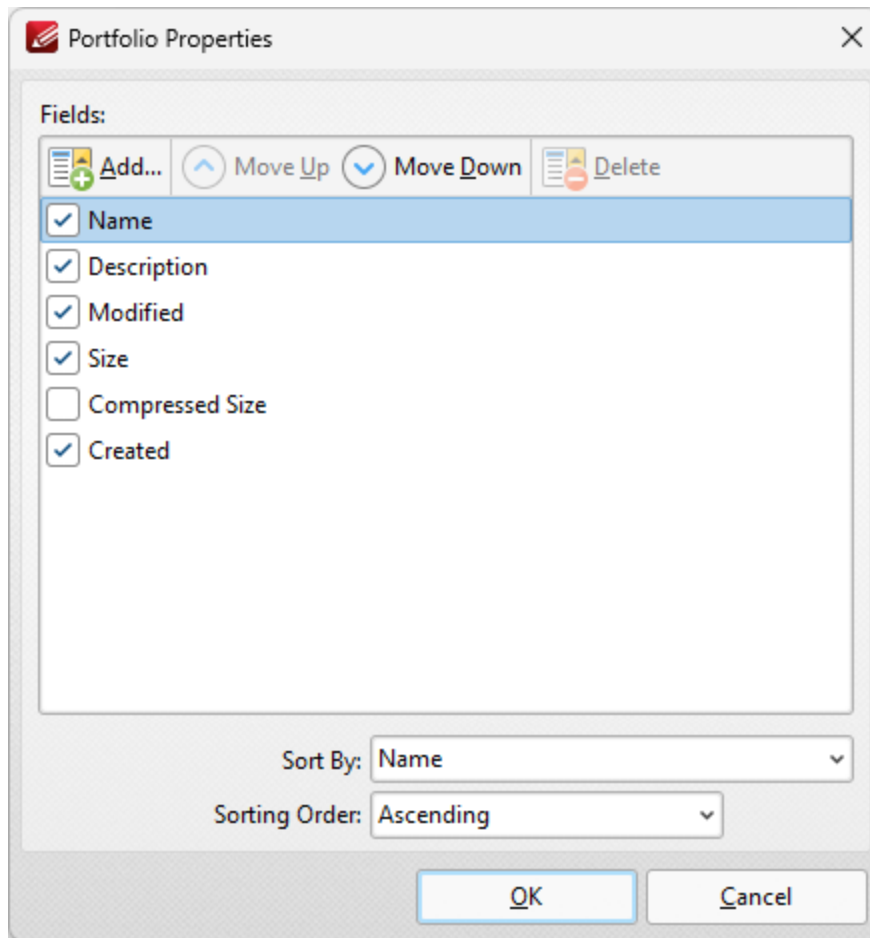 Portfolio Properties
Fields:
Add... Move Up Move Down Delete
Name
Description
Modified
Size
Compressed Size
Created
Sort By: Name
Sorting Order: Ascending
OK Cancel